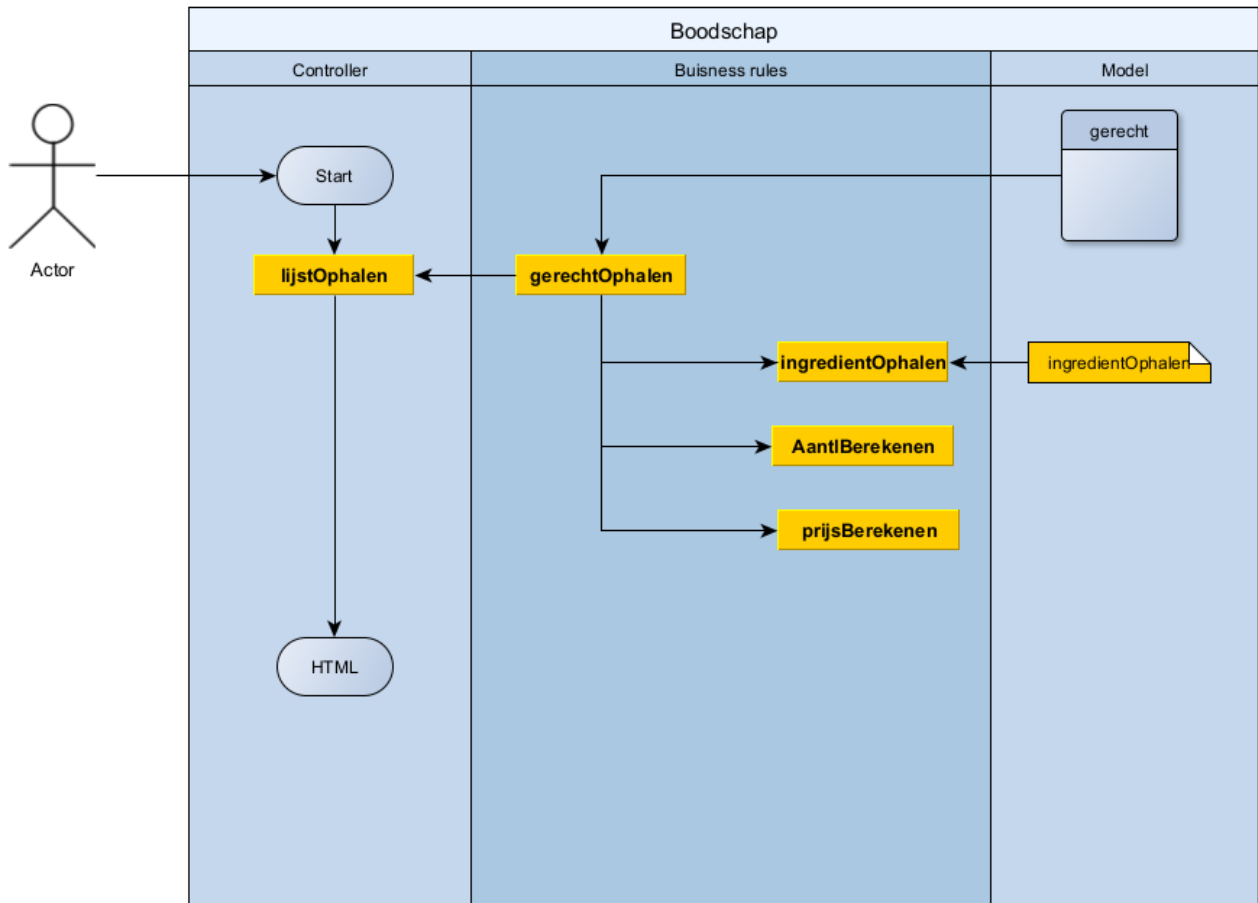 Boodschap
Controller
Buisness rules
Model
gerecht
Start
Actor
lijstOphalen
gerechtOphalen
ingredientOphalen
ingredientOphalen
AantlBerekenen
prijsBerekenen
HTML